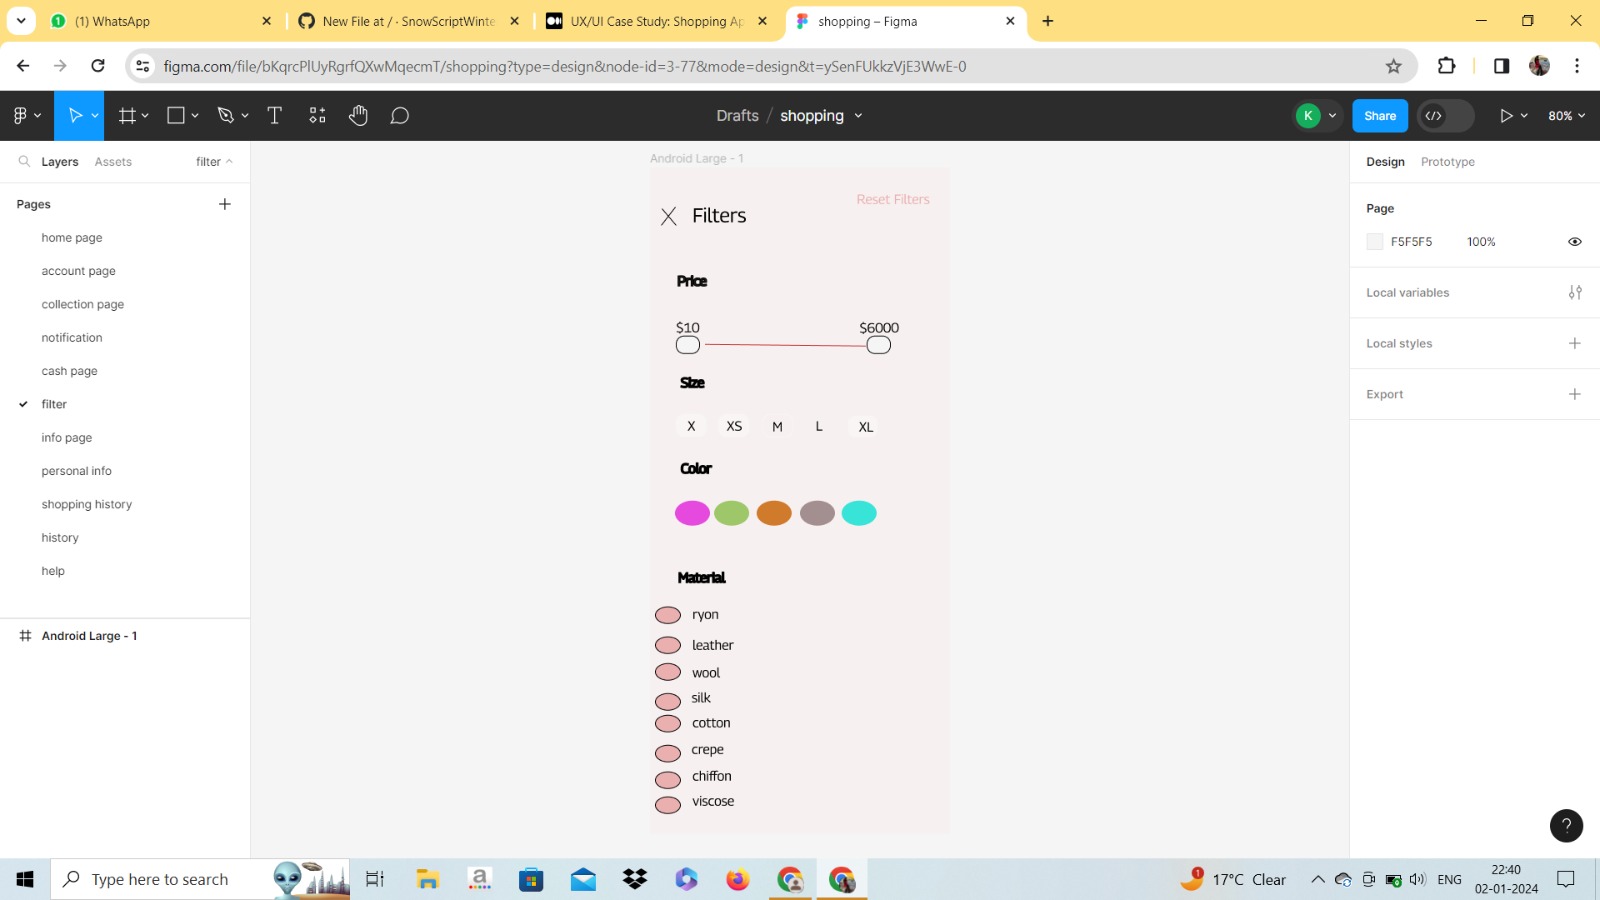 (1) WhatsApp
New File at / · SnowScriptWinte
UX/UI Case Study: Shopping Ap
shopping – Figma
figma.com/file/bKqrcPlUyRgrfQXwMqecmT/shopping?type=design&node-id=3-77&mode=design&t=ySenFUkkzVjE3WwE-0
Drafts / shopping
K
Share
80%
Layers
Assets
filter
Pages
home page
account page
collection page
notification
cash page
filter
info page
personal info
shopping history
history
help
Android Large - 1
Android Large - 1
Reset Filters
Filters
Price
$10
$6000
Size
X XS M L XL
Color
Material
ryon
leather
wool
silk
cotton
crepe
chiffon
viscose
Design
Prototype
Page
F5F5F5 100%
Local variables
Local styles
Export
?
Type here to search
1
17°C Clear
ENG
22:40
02-01-2024